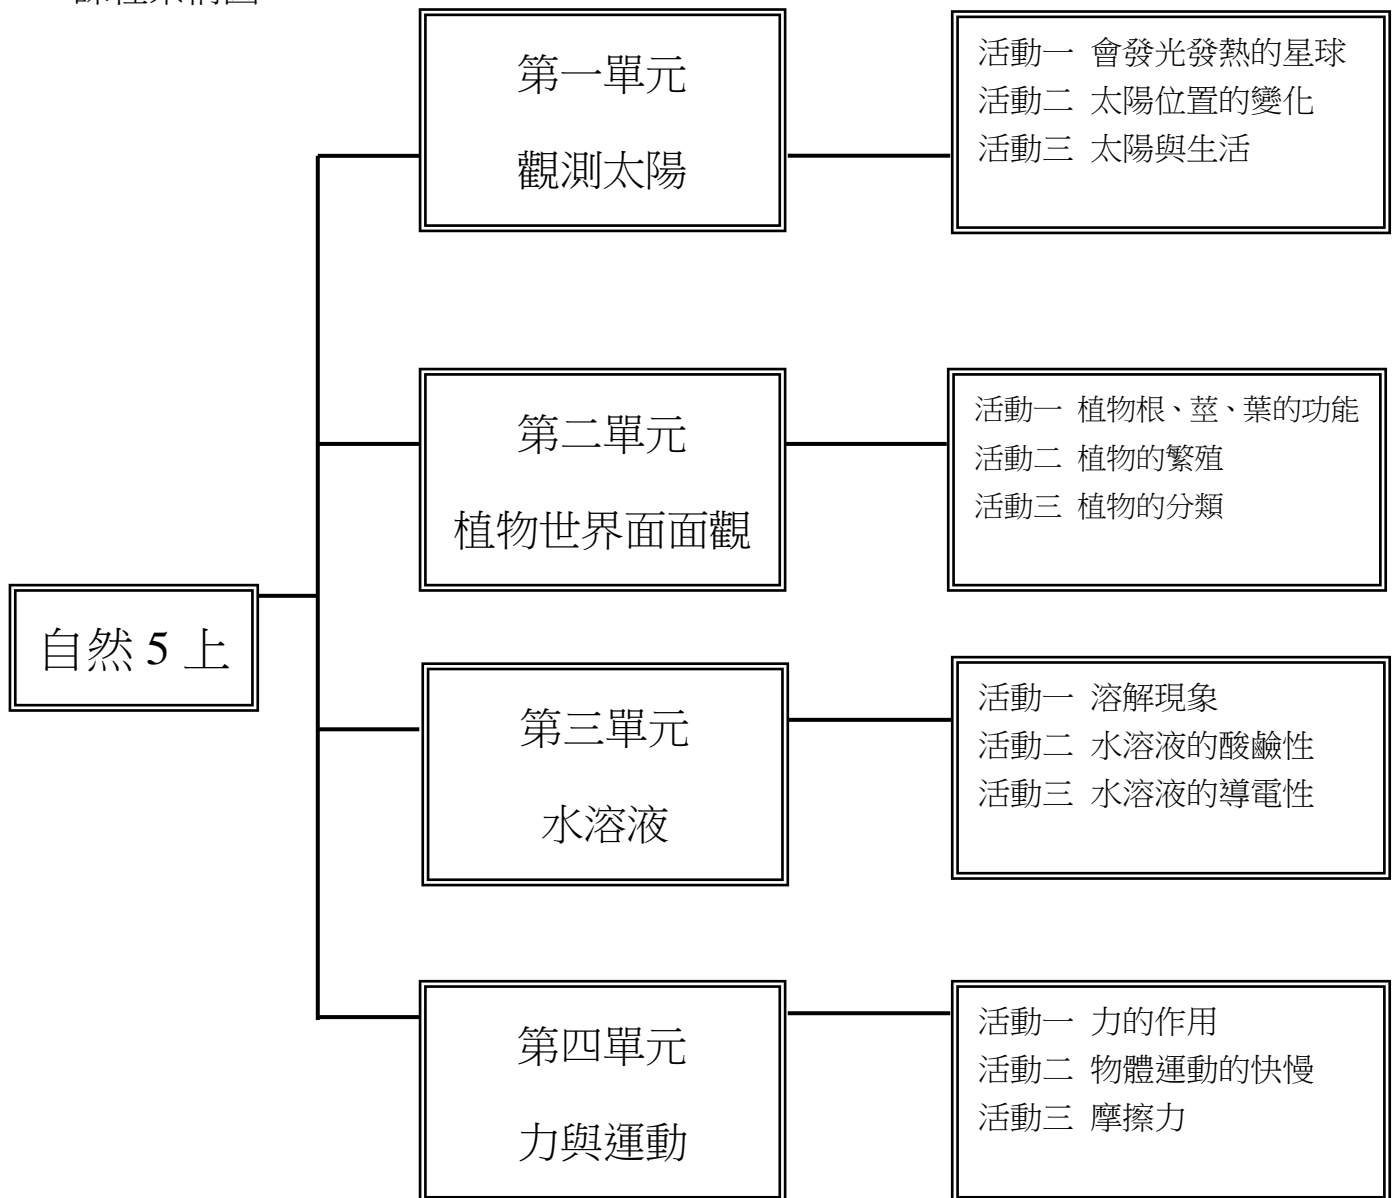 自然 5 上
第一單元
觀測太陽
活動一 會發光發熱的星球
活動二 太陽位置的變化
活動三 太陽與生活
第二單元
植物世界面面觀
活動一 植物根、莖、葉的功能
活動二 植物的繁殖
活動三 植物的分類
第三單元
水溶液
活動一 溶解現象
活動二 水溶液的酸鹼性
活動三 水溶液的導電性
第四單元
力與運動
活動一 力的作用
活動二 物體運動的快慢
活動三 摩擦力